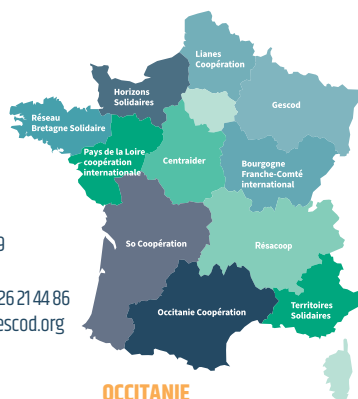 Lianes
Coopération
Horizons
Solidaires
Gescod
Réseau
Bretagne Solidaire
Pays de la Loire
coopération
internationale
Centraider
Bourgogne
Franche-Comté
international
9
So Coopération
Résacoop
26 21 44 86
escod.org
Occitanie Coopération
Territoires
Solidaires
OCCITANIE